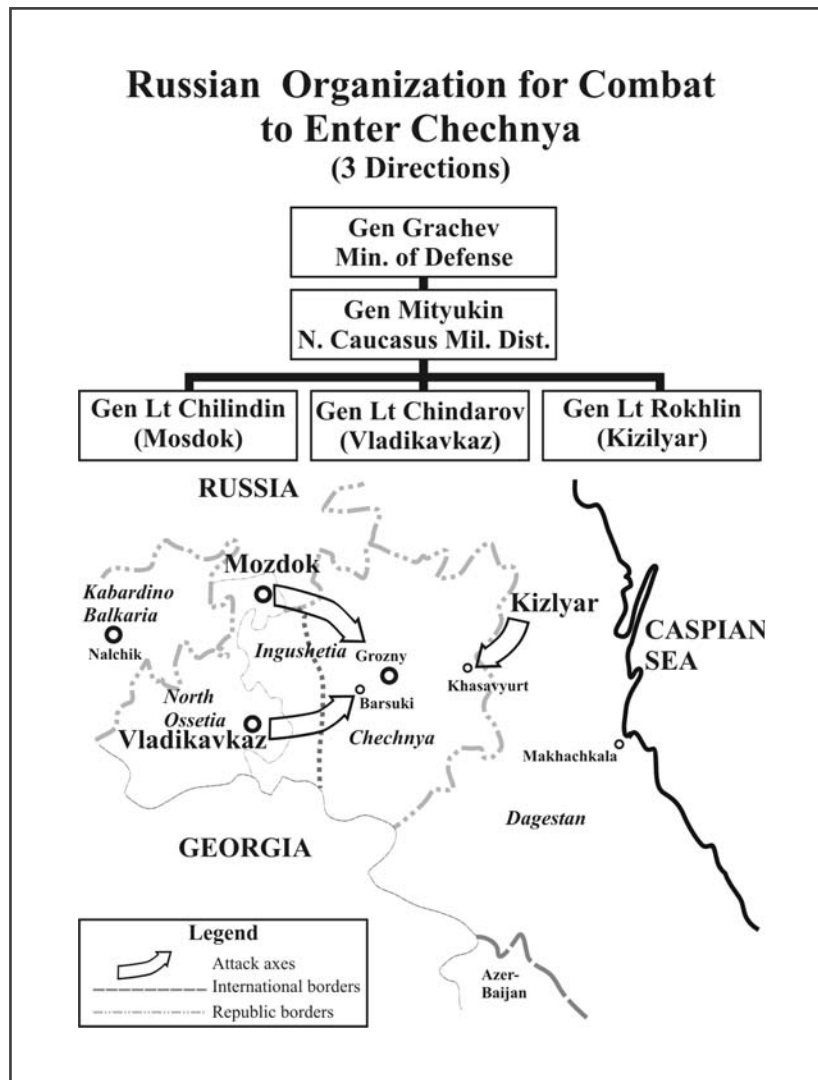 Russian Organization for Combat
to Enter Chechnya
(3 Directions)
Gen Grachev
Min. of Defense
Gen Mityukin
N. Caucasus Mil. Dist.
Gen Lt Chilindin
(Mosdok)
Gen Lt Chindarov
(Vladikavkaz)
Gen Lt Rokhlin
(Kizilyar)
RUSSIA
Mozdok
Kabardino
Balkaria
Nalchik
Kizlyar
CASPIAN
SEA
Ingushetia
Grozny
Khasavyurt
North
Ossetia
Barsuki
Vladikavkaz
Chechnya
Makhachkala
Dagestan
GEORGIA
Legend
Attack axes
International borders
Republic borders
Azer-
Baijan